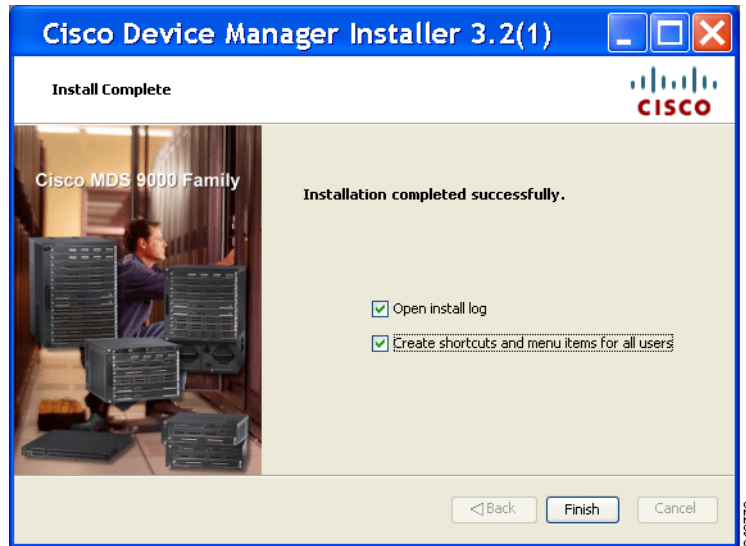 Cisco Device Manager Installer 3.2(1)
Install Complete
CISCO
Cisco MDS 9000 Family
Installation completed successfully.
Open install log
Create shortcuts and menu items for all users
Back
Finish
Cancel